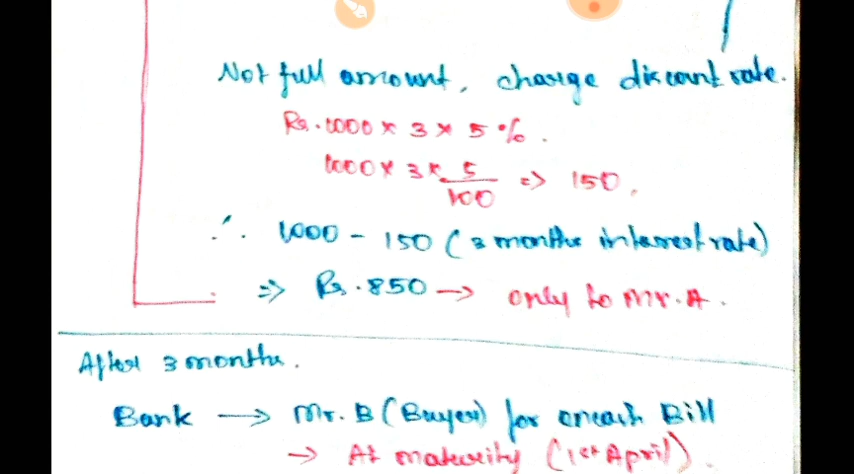 Not full amount, charge discount rate.
Rs. 1000 x 3 x 5 %.
1000 x 3 x 5/100 => 150.
∴ 1,000 - 150 (3 months interest rate)
=> Rs. 850 -> only to Mr. A.
After 3 months.
Bank -> Mr. B (Buyer) for encash Bill
-> At maturity (1st April).